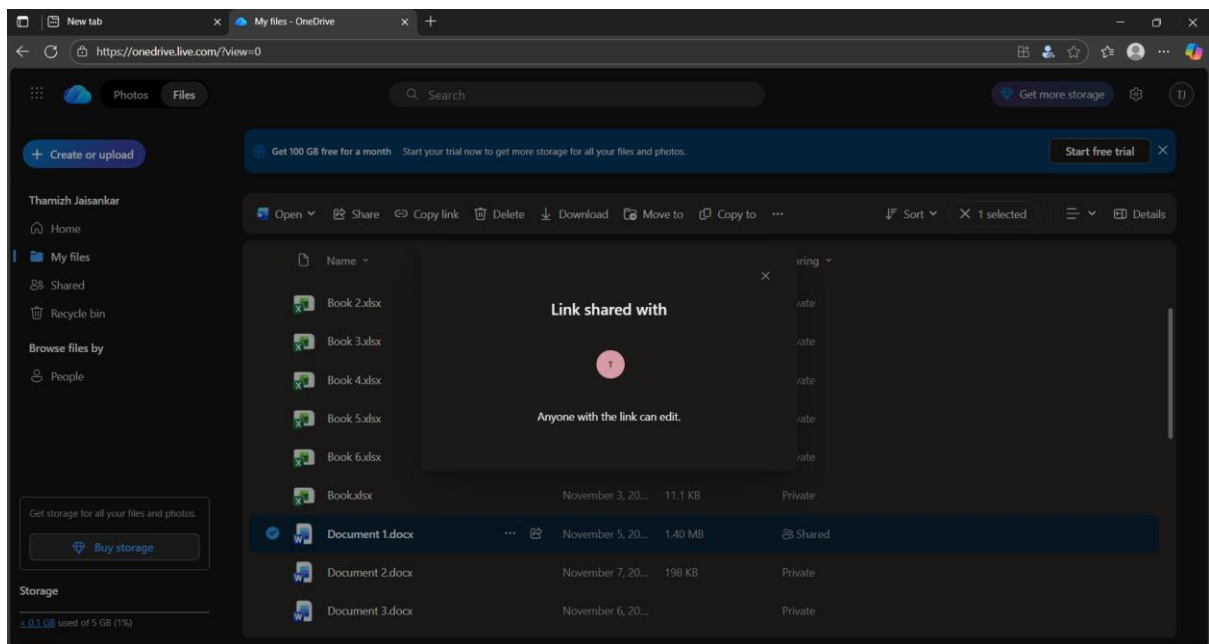 New tab
My files - OneDrive
https://onedrive.live.com/?view=0
Photos Files
Search
Get more storage
TJ
Create or upload
Get 100 GB free for a month Start your trial now to get more storage for all your files and photos.
Start free trial
Thamizh Jaisankar
Home
My files
Shared
Recycle bin
Browse files by
People
Get storage for all your files and photos.
Buy storage
Storage
< 0.1 GB used of 5 GB (1%)
Open Share Copy link Delete Download Move to Copy to ... Sort 1 selected Details
Name
Book 2.xlsx
Book 3.xlsx
Book 4.xlsx
Book 5.xlsx
Book 6.xlsx
Book.xlsx November 3, 20... 11.1 KB Private
Document 1.docx ... November 5, 20... 1.40 MB Shared
Document 2.docx November 7, 20... 198 KB Private
Document 3.docx November 6, 20... Private
Link shared with
T
Anyone with the link can edit.